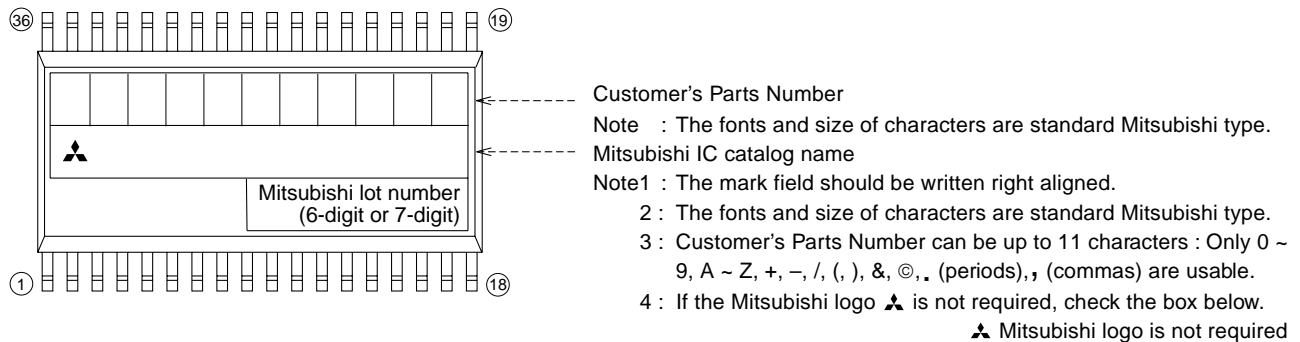 36 19
Customer's Parts Number
Note : The fonts and size of characters are standard Mitsubishi type.
Mitsubishi IC catalog name
Mitsubishi lot number
(6-digit or 7-digit)
Note1 : The mark field should be written right aligned.
2 : The fonts and size of characters are standard Mitsubishi type.
3 : Customer's Parts Number can be up to 11 characters : Only 0 ~
9, A ~ Z, +, –, /, (, ), &, ©, . (periods), , (commas) are usable.
1 18
4 : If the Mitsubishi logo is not required, check the box below.
Mitsubishi logo is not required